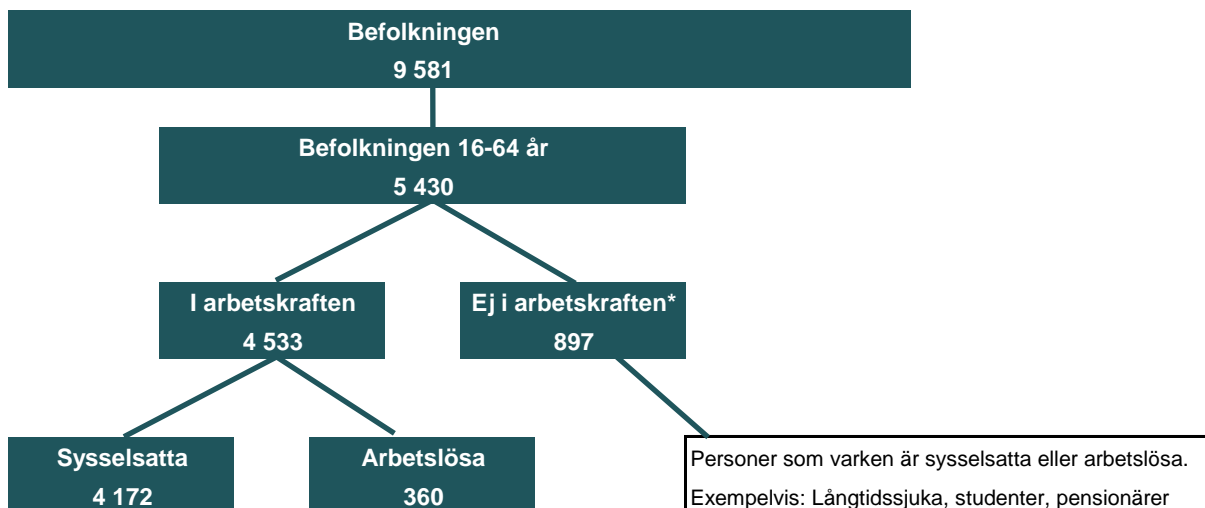 Befolkningen
9 581
Befolkningen 16-64 år
5 430
I arbetskraften
4 533
Ej i arbetskraften*
897
Sysselsatta
4 172
Arbetslösa
360
Personer som varken är sysselsatta eller arbetslösa.
Exempelvis: Långtidssjuka, studenter, pensionärer